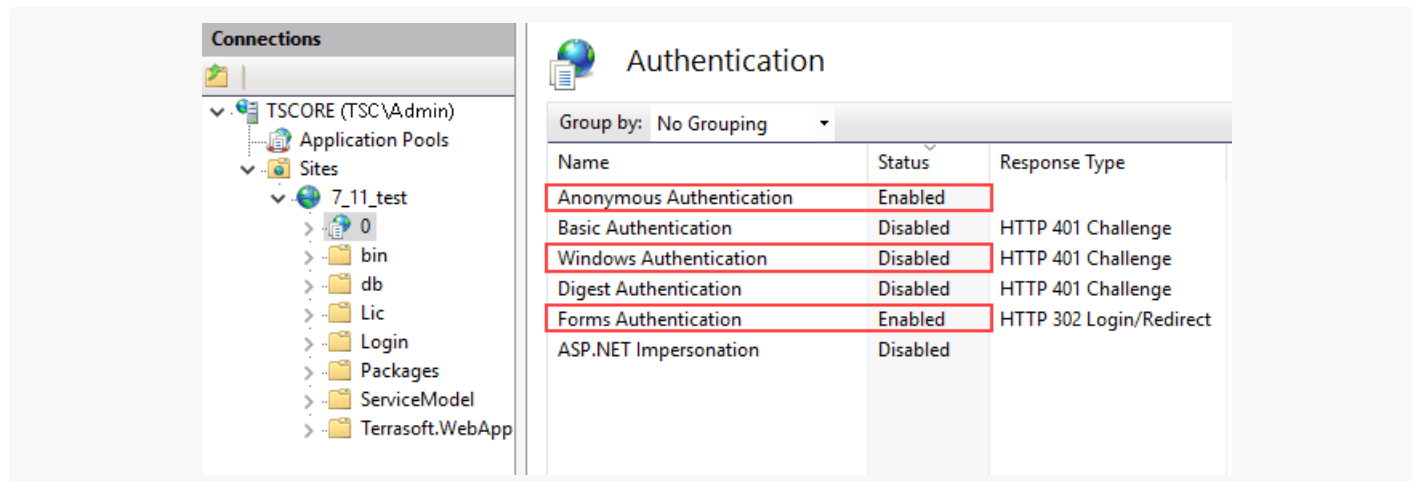 Connections
TSCORE (TSC\Admin)
Application Pools
Sites
7_11_test
0
bin
db
Lic
Login
Packages
ServiceModel
Terrasoft.WebApp
Authentication
Group by: No Grouping
Name Status Response Type
Anonymous Authentication Enabled
Basic Authentication Disabled HTTP 401 Challenge
Windows Authentication Disabled HTTP 401 Challenge
Digest Authentication Disabled HTTP 401 Challenge
Forms Authentication Enabled HTTP 302 Login/Redirect
ASP.NET Impersonation Disabled